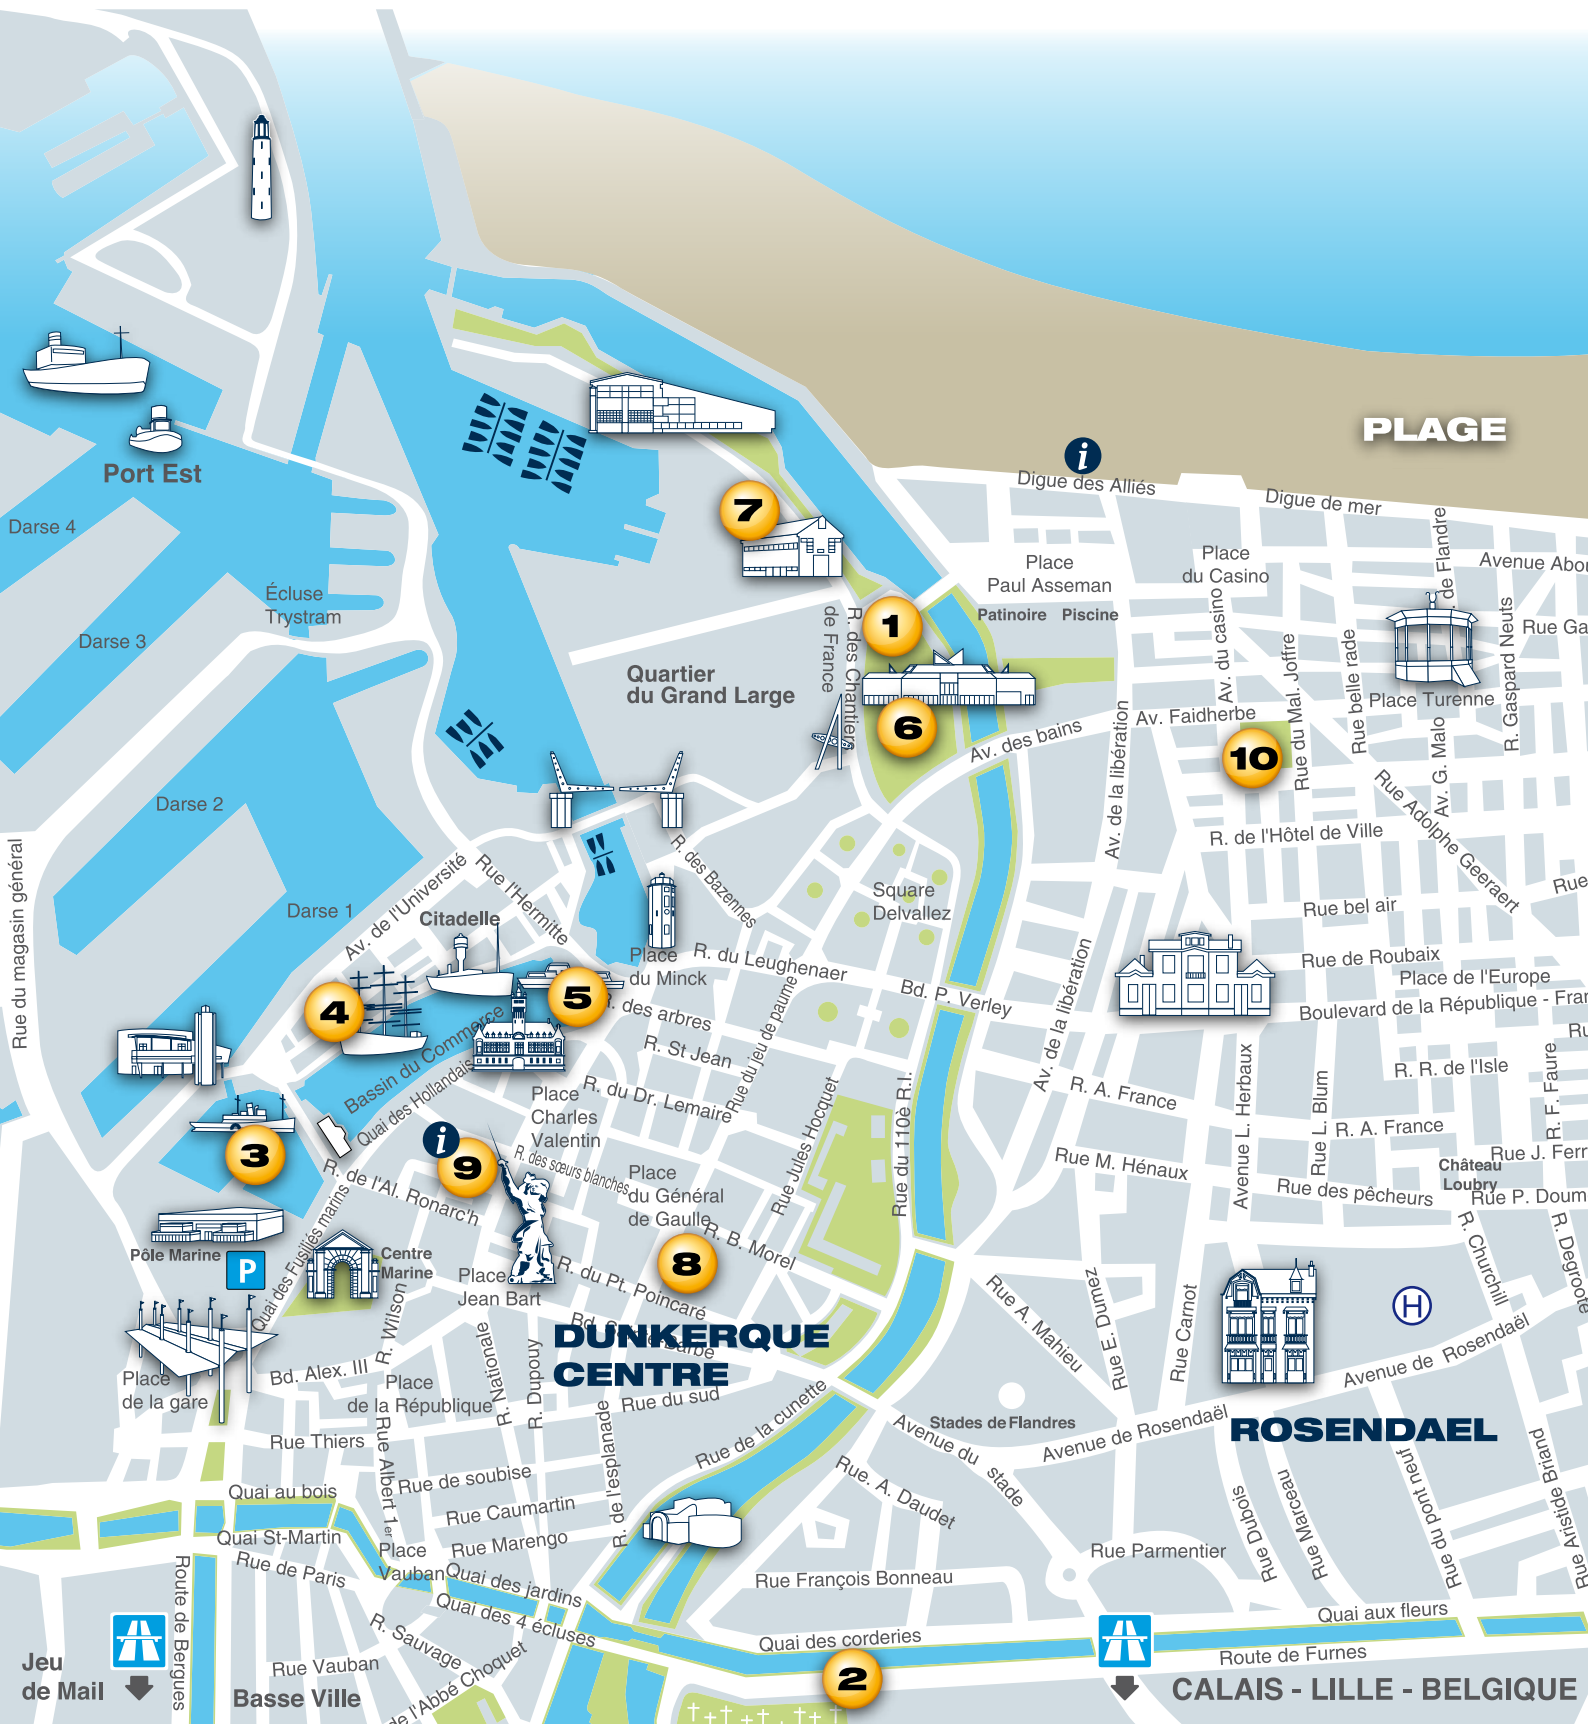 PLAGE
Digue des Alliés
Digue de mer
Port Est
Darse 4
Écluse
Trystram
Darse 3
Darse 2
Darse 1
7
Place
Paul Asseman
Place
du Casino
de Flandre
Patinoire Piscine
Avenue Abou
Rue Ga
R. Gaspard Neuts
1
R. des Chantiers
de France
Quartier
du Grand Large
6
Av. du casino
Rue du Mal. Joffre
Rue belle rade
Place Turenne
Av. Faidherbe
Av. des bains
Av. de la libération
10
Av. G. Malo
Rue Adolphe Geeraert
R. de l'Hôtel de Ville
Rue
Rue bel air
Rue de Roubaix
Place de l'Europe
Boulevard de la République - Fran
Ru
Rue du magasin général
Av. de l'Université
Rue l'Hermitte
Citadelle
R. des Bazennes
Square
Delvallez
Place
du Minck
R. du Leughenaer
Bd. P. Verley
Av. de la libération
4
5
R. des arbres
R. St Jean
Rue du jeu de paume
R. du Dr. Lemaire
Bassin du Commerce
Quai des Hollandais
Place
Charles
Valentin
R. A. France
Avenue L. Herbaux
Rue L. Blum
R. R. de l'Isle
R. F. Faure
R. A. France
Rue J. Ferr
Château
Loubry
Rue P. Doum
Rue M. Hénaux
Rue des pêcheurs
3
i
9
i
R. des sœurs blanches
Place
du Général
de Gaulle
Rue Jules Hocquet
Rue du 110è R.I.
R. de l'Al. Ronarc'h
R. B. Morel
8
Pôle Marine
P
Quai des Fusiliés marins
Centre
Marine
Place
Jean Bart
R. du Pt. Poincaré
Bd. Sainte-Barbe
DUNKERQUE
CENTRE
Rue A. Mahieu
Rue E. Dumez
Rue Carnot
H
R. Churchill
R. Degroote
Avenue de Rosendaël
Place
de la gare
Bd. Alex. III
R. Wilson
Place
de la République
R. Nationale
R. Dupouy
Rue du sud
Rue de la cunette
Stades de Flandres
Avenue de Rosendaël
ROSENDAEL
Avenue du stade
Rue Thiers
Rue Albert 1er
Rue de soubise
R. de l'esplanade
Quai au bois
Rue Caumartin
Quai St-Martin
Rue Marengo
Rue. A. Daudet
Rue Parmentier
Rue Dubois
Rue Marceau
Rue du pont neuf
Rue Aristide Briand
Rue de Paris
Place
Vauban
Quai des jardins
Quai des 4 écluses
Rue François Bonneau
Quai aux fleurs
Route de Bergues
R. Sauvage
Quai des corderies
Route de Furnes
Jeu
de Mail
Rue Vauban
Basse Ville
de l'Abbé Choquet
2
CALAIS - LILLE - BELGIQUE